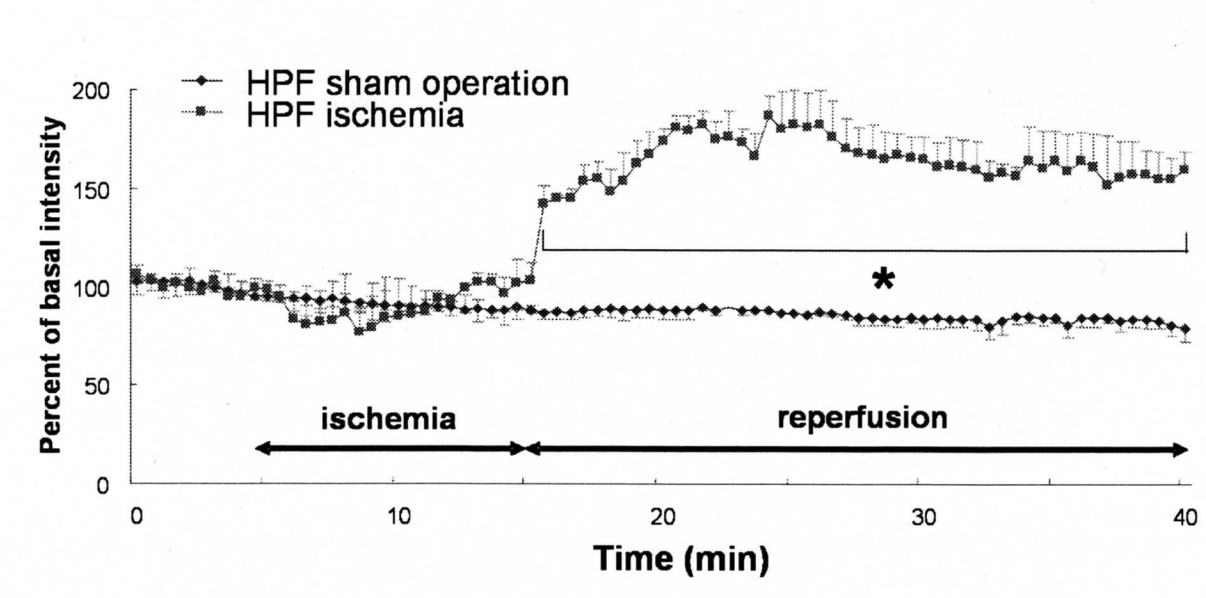 HPF sham operation
HPF ischemia
Percent of basal intensity
200
150
100
50
0
*
ischemia
reperfusion
0
10
20
30
40
Time (min)